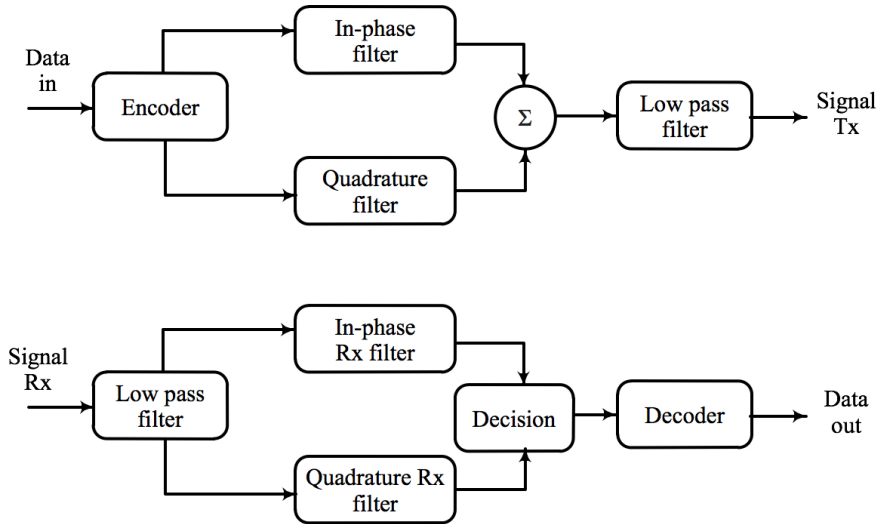 Data
in
Encoder
In-phase
filter
Quadrature
filter
Σ
Low pass
filter
Signal
Tx
Signal
Rx
Low pass
filter
In-phase
Rx filter
Quadrature Rx
filter
Decision
Decoder
Data
out